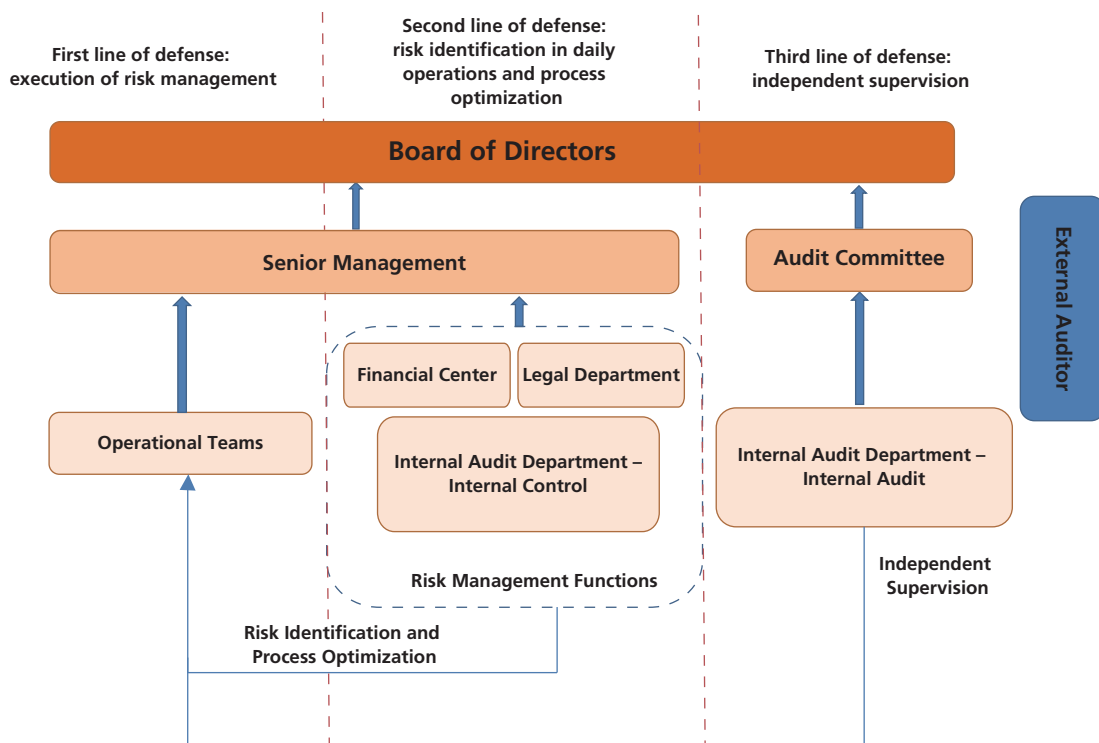 First line of defense:
execution of risk management
Second line of defense:
risk identification in daily
operations and process
optimization
Third line of defense:
independent supervision
Board of Directors
Senior Management
Audit Committee
External Auditor
Financial Center
Legal Department
Operational Teams
Internal Audit Department –
Internal Control
Internal Audit Department –
Internal Audit
Risk Management Functions
Independent
Supervision
Risk Identification and
Process Optimization